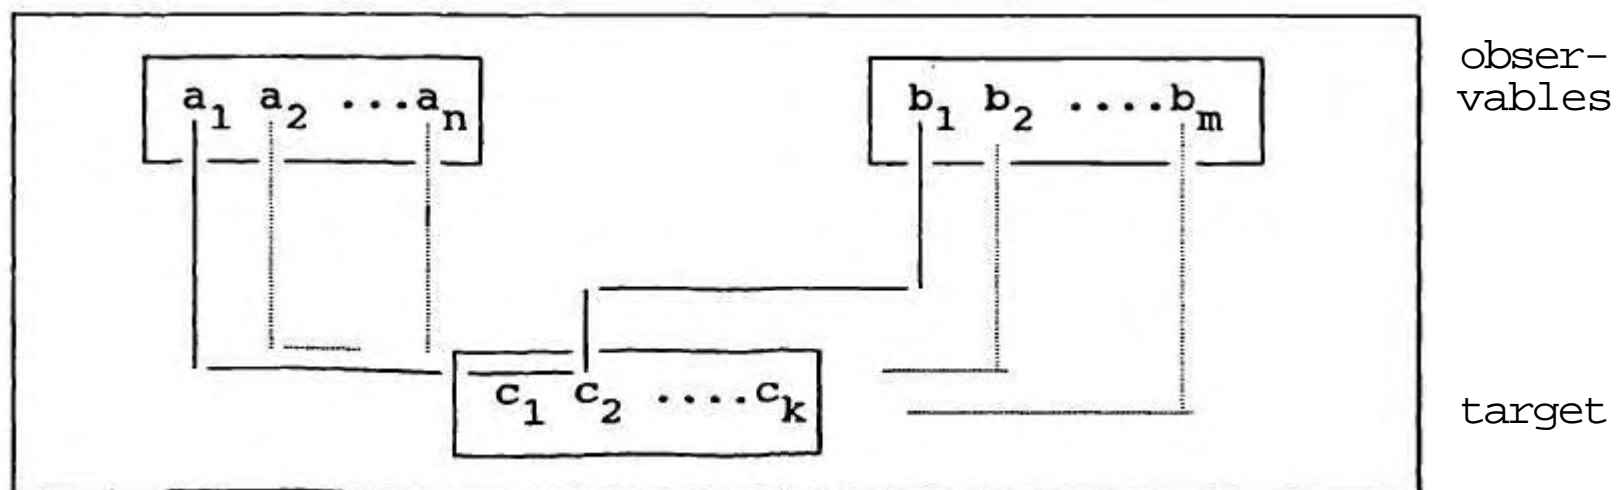 obser-
vables
a₁ a₂ ...aₙ
b₁ b₂ ....bₘ
c₁ c₂ ....cₖ
target